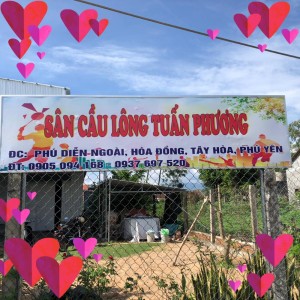 SÂN CẦU LÔNG TUẤN PHƯƠNG
ĐC: PHÚ DIỄN NGOÀI, HÒA ĐỒNG, TÂY HÒA, PHÚ YÊN
ĐT: 0905 094 168 _ 0937 697 520